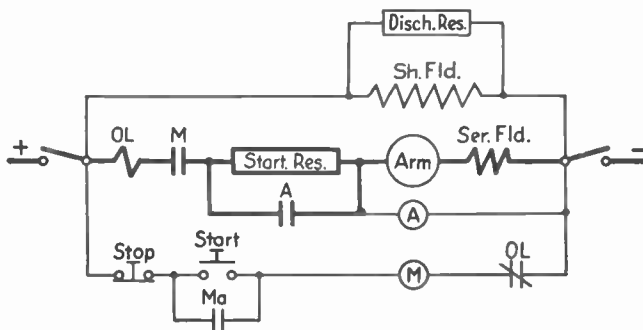 Disch. Res.
Sh. Fld.
+
OL
M
Start. Res.
Arm
Ser. Fld.
−
A
A
Stop
Start
M
OL
Ma